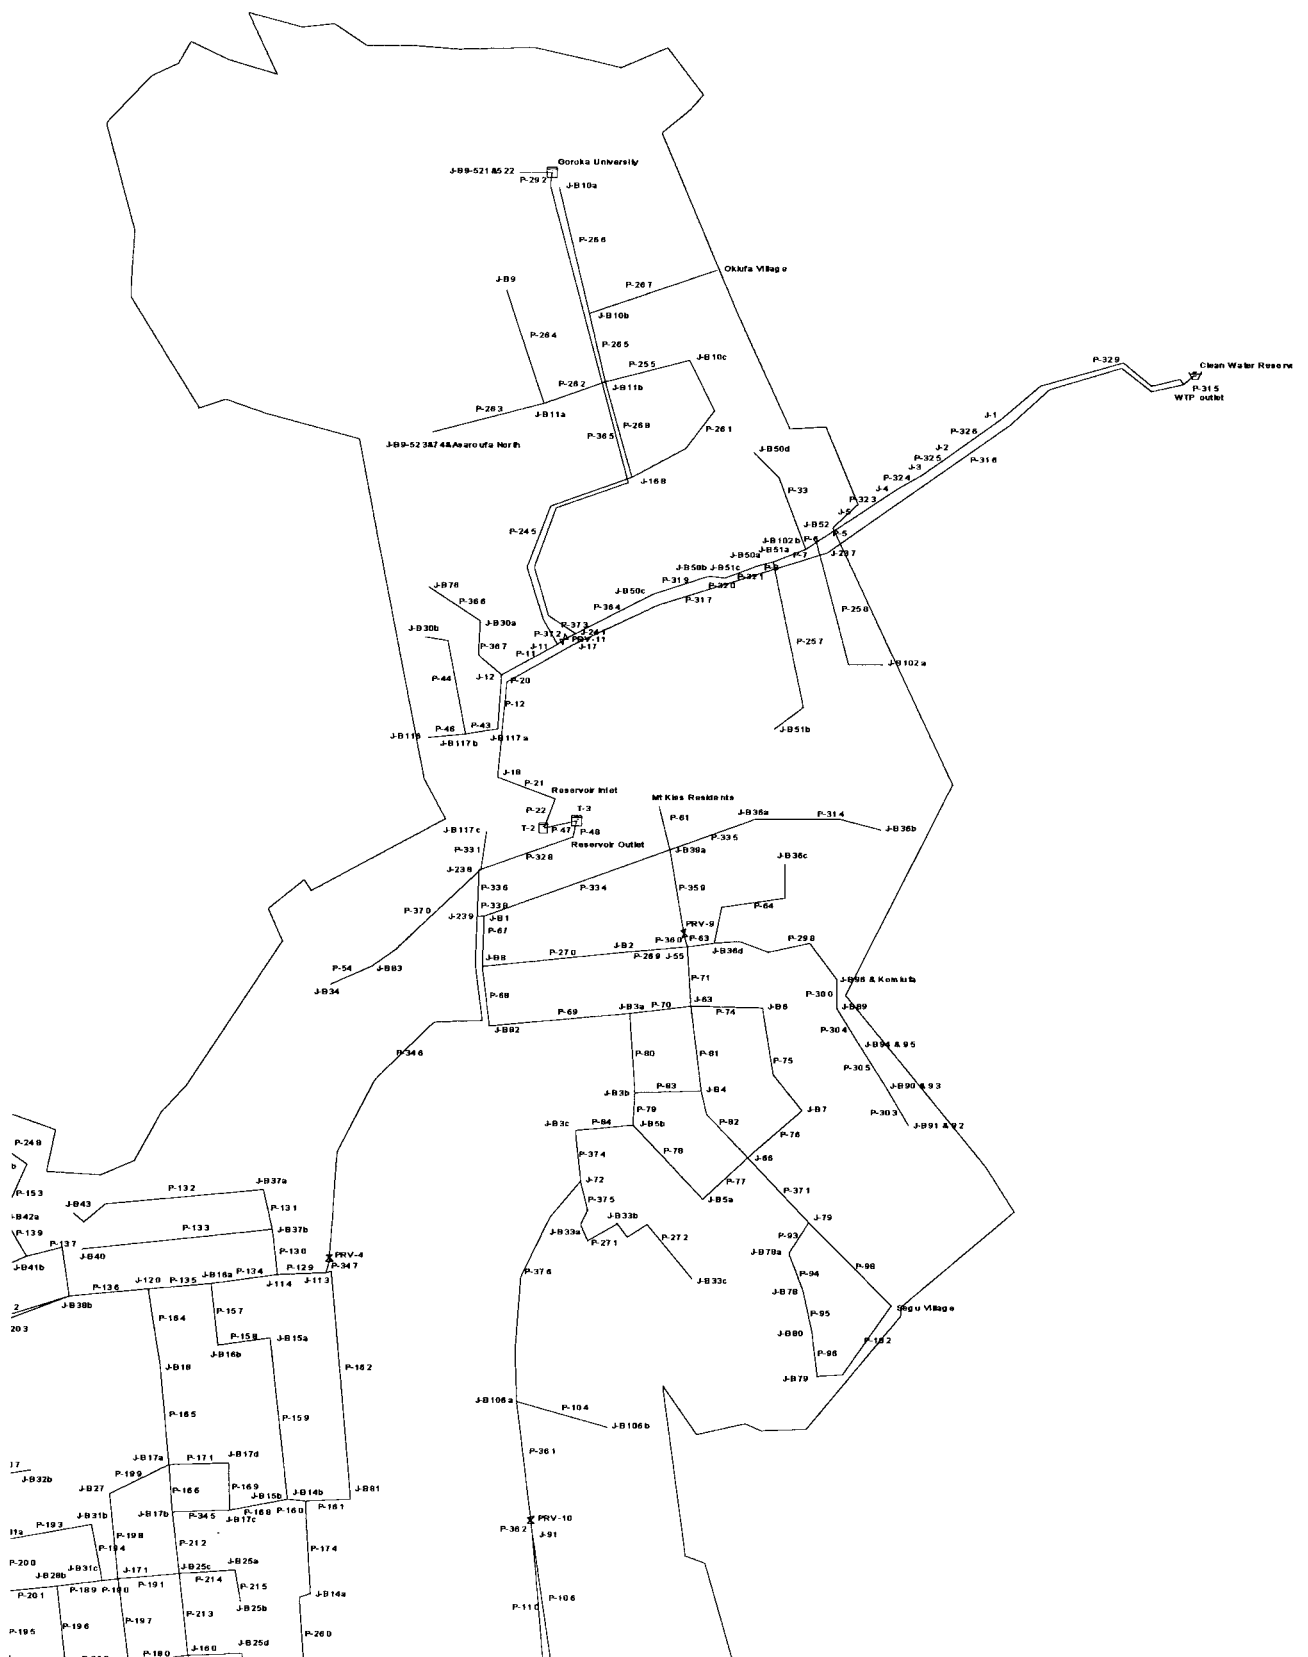 Goroka University
J-B9-521&522
P-292
J-B10a
P-266
Okiufa Village
J-B9
P-267
J-B10b
P-264
P-265
P-255
J-B10c
P-329
Clean Water Reserv
P-262
J-B11b
P-315
WTP outlet
P-263
J-B11a
J-1
P-268
P-261
P-326
P-365
J-B9-523&74&Asaroufa North
J-2
J-B50d
P-325
P-316
J-3
J-168
P-324
J-4
P-33
P-323
J-5
P-245
J-B52
P-5
J-B102b
P-6
J-B51a
P-7
J-237
J-B50a
P-8
J-B50b
J-B51c
P-321
J-B76
P-319
P-320
J-B50c
P-366
P-364
P-317
P-258
J-B30a
P-373
J-B30b
P-372
J-241
PRV-11
P-257
P-367
J-11
J-17
P-11
J-B102a
J-12
P-20
P-44
P-12
P-46
P-43
J-B116
J-B117a
J-B51b
J-B117b
J-18
P-21
Reservoir Inlet
Mt Kiss Residents
T-3
P-22
P-61
J-B36a
P-314
T-2
P-47
P-48
J-B117c
J-B36b
Reservoir Outlet
P-335
P-331
P-328
J-B39a
J-B36c
J-238
P-336
P-334
P-359
P-338
P-64
J-239
J-B1
P-370
PRV-9
P-67
P-360
P-63
P-298
J-B2
P-270
J-B36d
J-B8
P-269
J-55
P-54
J-B83
P-71
J-B96 & Komiufa
J-B34
P-68
P-300
P-70
J-63
J-B3a
J-B6
J-B89
P-69
P-74
J-B82
P-304
P-346
J-B94 & 95
P-80
P-81
P-75
P-305
P-83
J-B4
J-B90 & 93
J-B3b
P-79
J-B7
P-303
P-84
P-82
J-B3c
J-B5b
J-B91 & 92
P-248
P-78
P-76
J-66
P-374
P-77
J-72
P-132
J-B37a
P-371
P-153
J-B43
P-375
J-B5a
P-131
J-B33b
J-79
J-B42a
P-133
J-B37b
J-B33a
P-93
P-139
P-272
P-137
P-271
J-B40
P-130
PRV-4
J-B78a
P-98
J-B41b
P-134
P-129
P-347
P-376
J-B33c
P-94
P-136
J-120
P-135
J-B16a
J-114
J-113
J-B78
2
J-B38b
Segu Village
P-164
P-157
P-95
203
P-158
J-B15a
J-B80
J-B16b
P-96
J-B18
P-162
J-B79
J-B106a
P-104
P-165
P-159
J-B106b
P-361
J-B17a
P-171
J-B17d
17
P-199
J-B32b
J-B27
P-169
J-B15b
J-B14b
J-B81
P-166
P-160
P-161
J-B31b
J-B17b
P-345
P-168
J-B17c
PRV-10
P-193
P-362
J-91
P-198
P-212
P-194
P-174
P-200
J-B31c
J-171
J-B25c
J-B25a
J-B28b
P-214
P-201
P-189
P-191
P-215
J-B14a
P-106
J-B25b
P-110
P-213
P-195
P-196
P-197
P-260
J-B25d
P-180
J-160